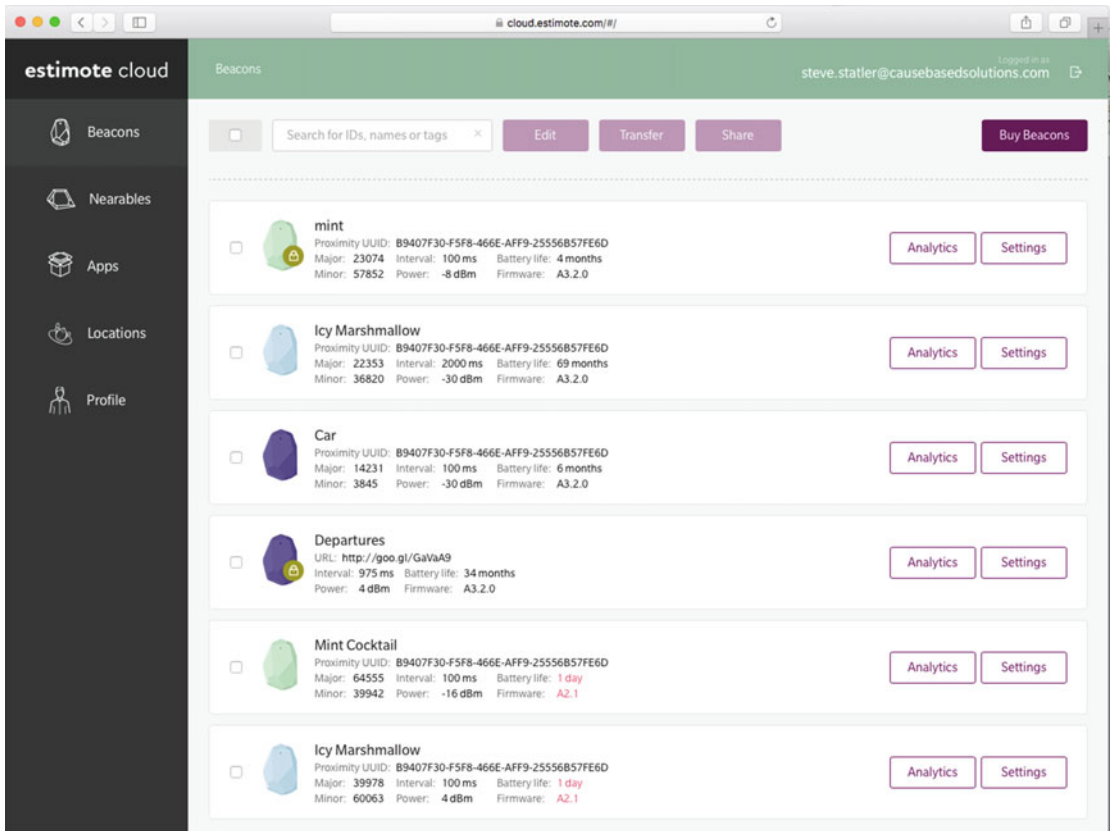 cloud.estimote.com/#/
estimote cloud
Beacons
Logged in as
steve.statler@causebasedsolutions.com
Beacons
Nearables
Apps
Locations
Profile
Search for IDs, names or tags
Edit
Transfer
Share
Buy Beacons
mint
Proximity UUID: B9407F30-F5F8-466E-AFF9-25556B57FE6D
Major: 23074 Interval: 100 ms Battery life: 4 months
Minor: 57852 Power: -8 dBm Firmware: A3.2.0
Analytics
Settings
Icy Marshmallow
Proximity UUID: B9407F30-F5F8-466E-AFF9-25556B57FE6D
Major: 22353 Interval: 2000 ms Battery life: 69 months
Minor: 36820 Power: -30 dBm Firmware: A3.2.0
Analytics
Settings
Car
Proximity UUID: B9407F30-F5F8-466E-AFF9-25556B57FE6D
Major: 14231 Interval: 100 ms Battery life: 6 months
Minor: 3845 Power: -30 dBm Firmware: A3.2.0
Analytics
Settings
Departures
URL: http://goo.gl/GaVaA9
Interval: 975 ms Battery life: 34 months
Power: 4 dBm Firmware: A3.2.0
Analytics
Settings
Mint Cocktail
Proximity UUID: B9407F30-F5F8-466E-AFF9-25556B57FE6D
Major: 64555 Interval: 100 ms Battery life: 1 day
Minor: 39942 Power: -16 dBm Firmware: A2.1
Analytics
Settings
Icy Marshmallow
Proximity UUID: B9407F30-F5F8-466E-AFF9-25556B57FE6D
Major: 39978 Interval: 100 ms Battery life: 1 day
Minor: 60063 Power: 4 dBm Firmware: A2.1
Analytics
Settings